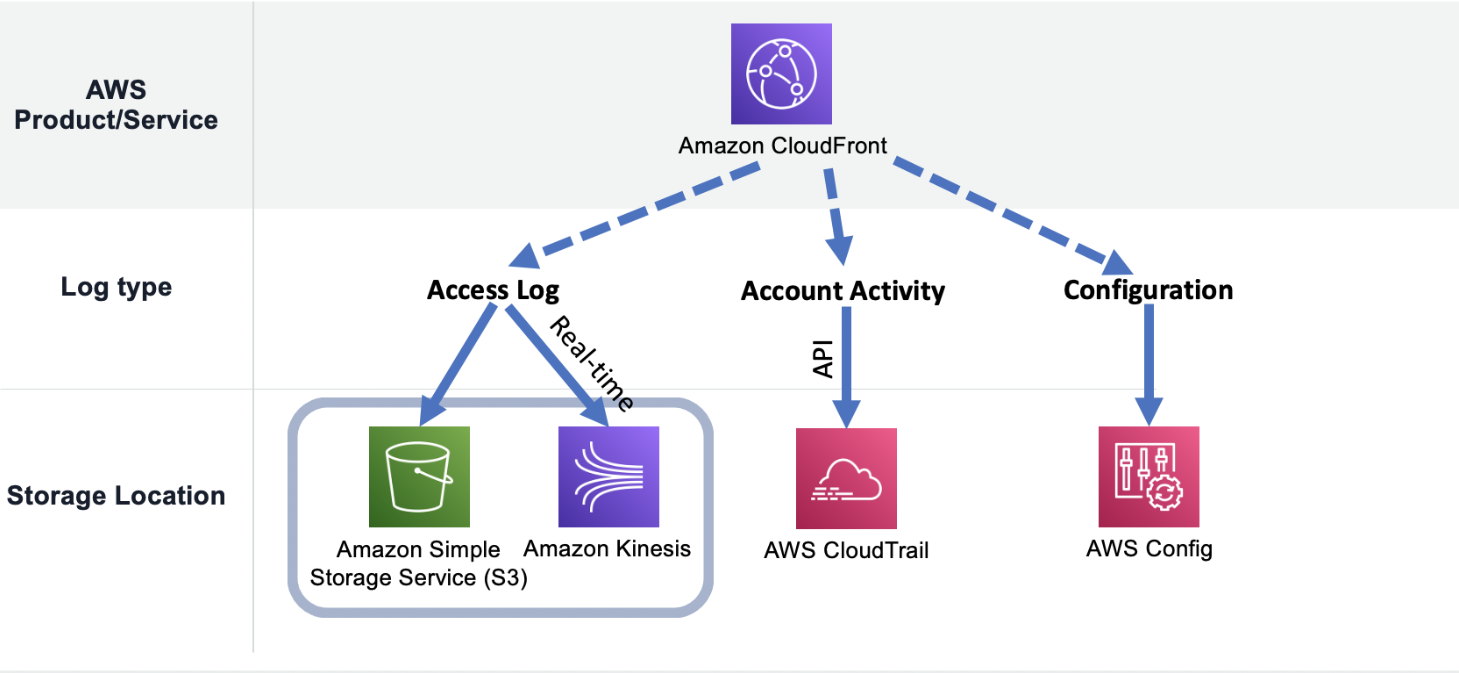 AWS
Product/Service
Amazon CloudFront
Log type
Access Log
Account Activity
Configuration
Real-time
API
Storage Location
Amazon Simple
Storage Service (S3)
Amazon Kinesis
AWS CloudTrail
AWS Config